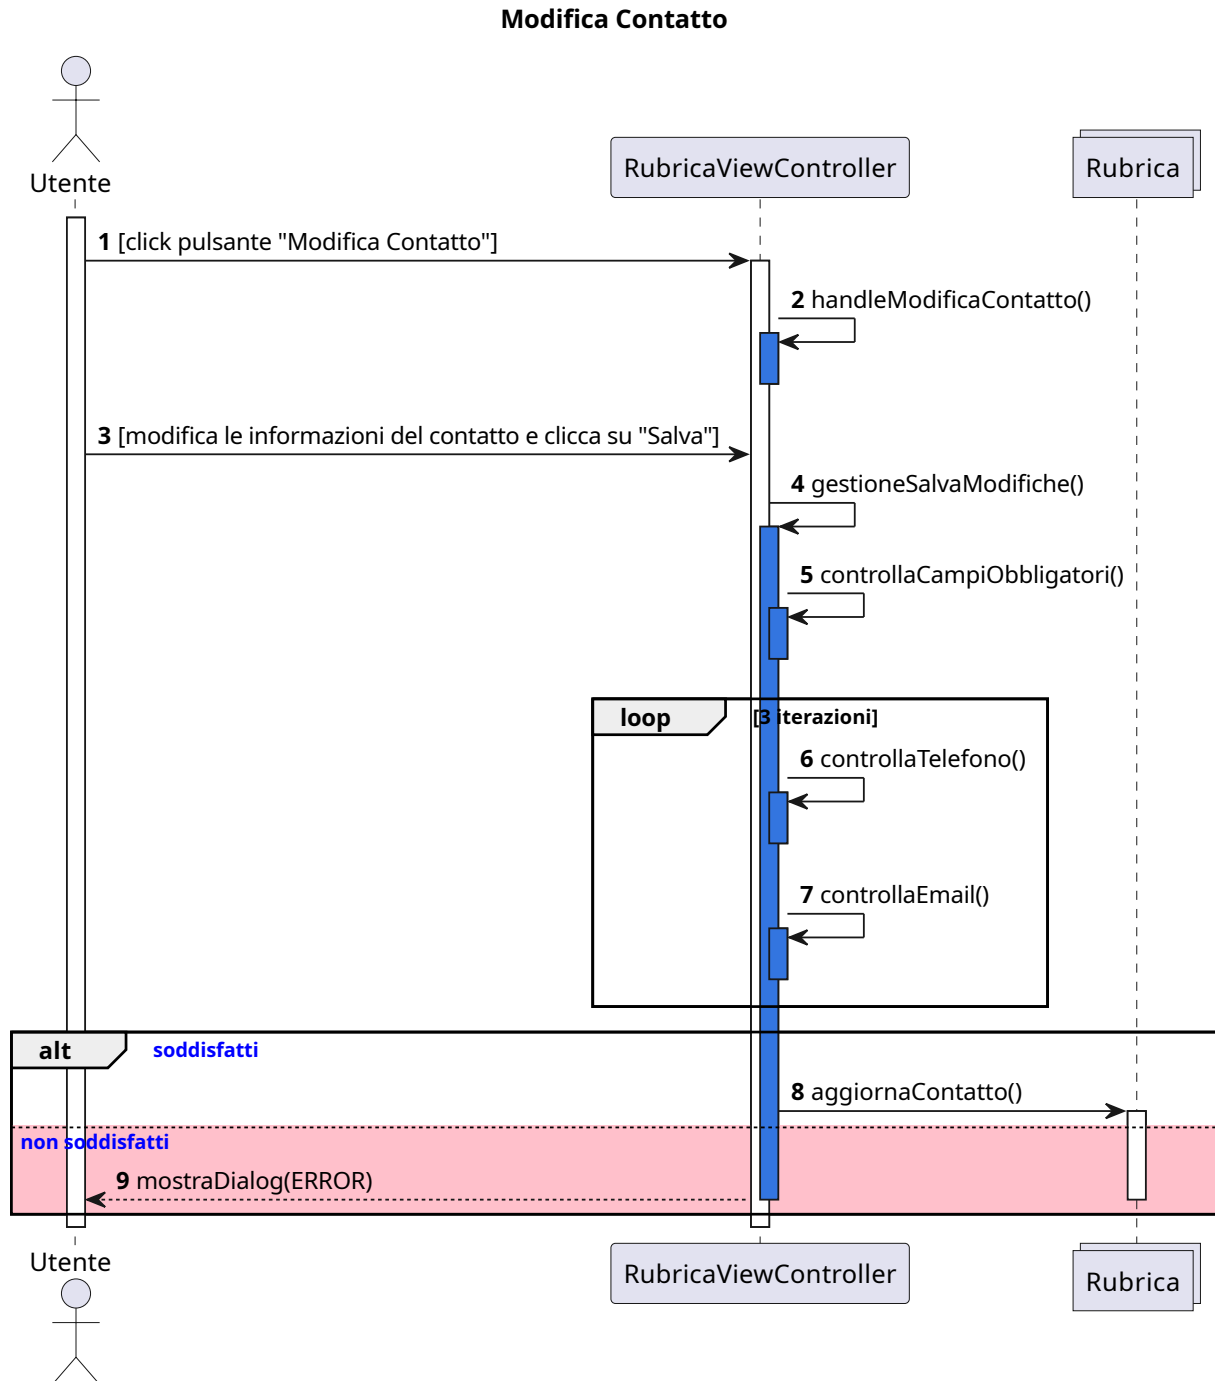 Modifica Contatto
Utente
RubricaViewController
Rubrica
1 [click pulsante "Modifica Contatto"]
2 handleModificaContatto()
3 [modifica le informazioni del contatto e clicca su "Salva"]
4 gestioneSalvaModifiche()
5 controllaCampiObbligatori()
loop [3 iterazioni]
6 controllaTelefono()
7 controllaEmail()
alt soddisfatti
8 aggiornaContatto()
non soddisfatti
9 mostraDialog(ERROR)
Utente
RubricaViewController
Rubrica